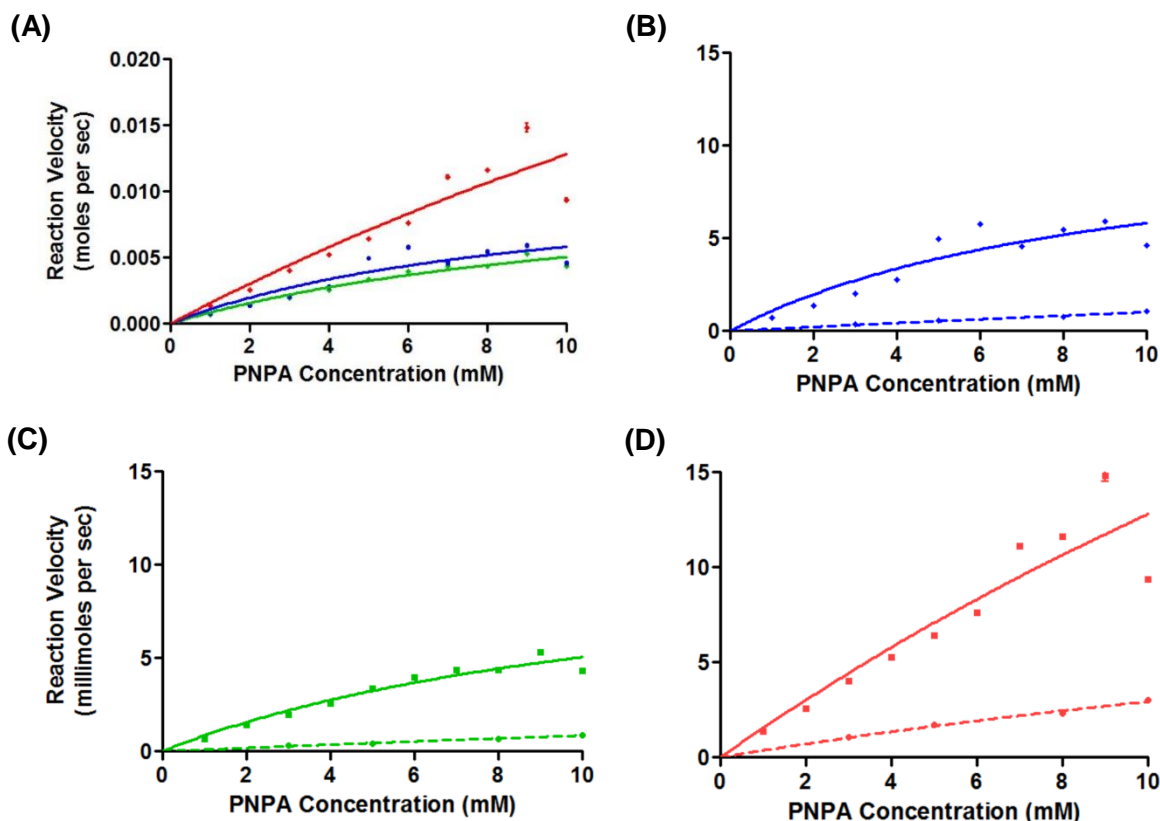 (A)
Reaction Velocity
(moles per sec)
0.020
0.015
0.010
0.005
0.000
0 2 4 6 8 10
PNPA Concentration (mM)
(B)
15
10
5
0
0 2 4 6 8 10
PNPA Concentration (mM)
(C)
Reaction Velocity
(millimoles per sec)
15
10
5
0
0 2 4 6 8 10
PNPA Concentration (mM)
(D)
15
10
5
0
0 2 4 6 8 10
PNPA Concentration (mM)